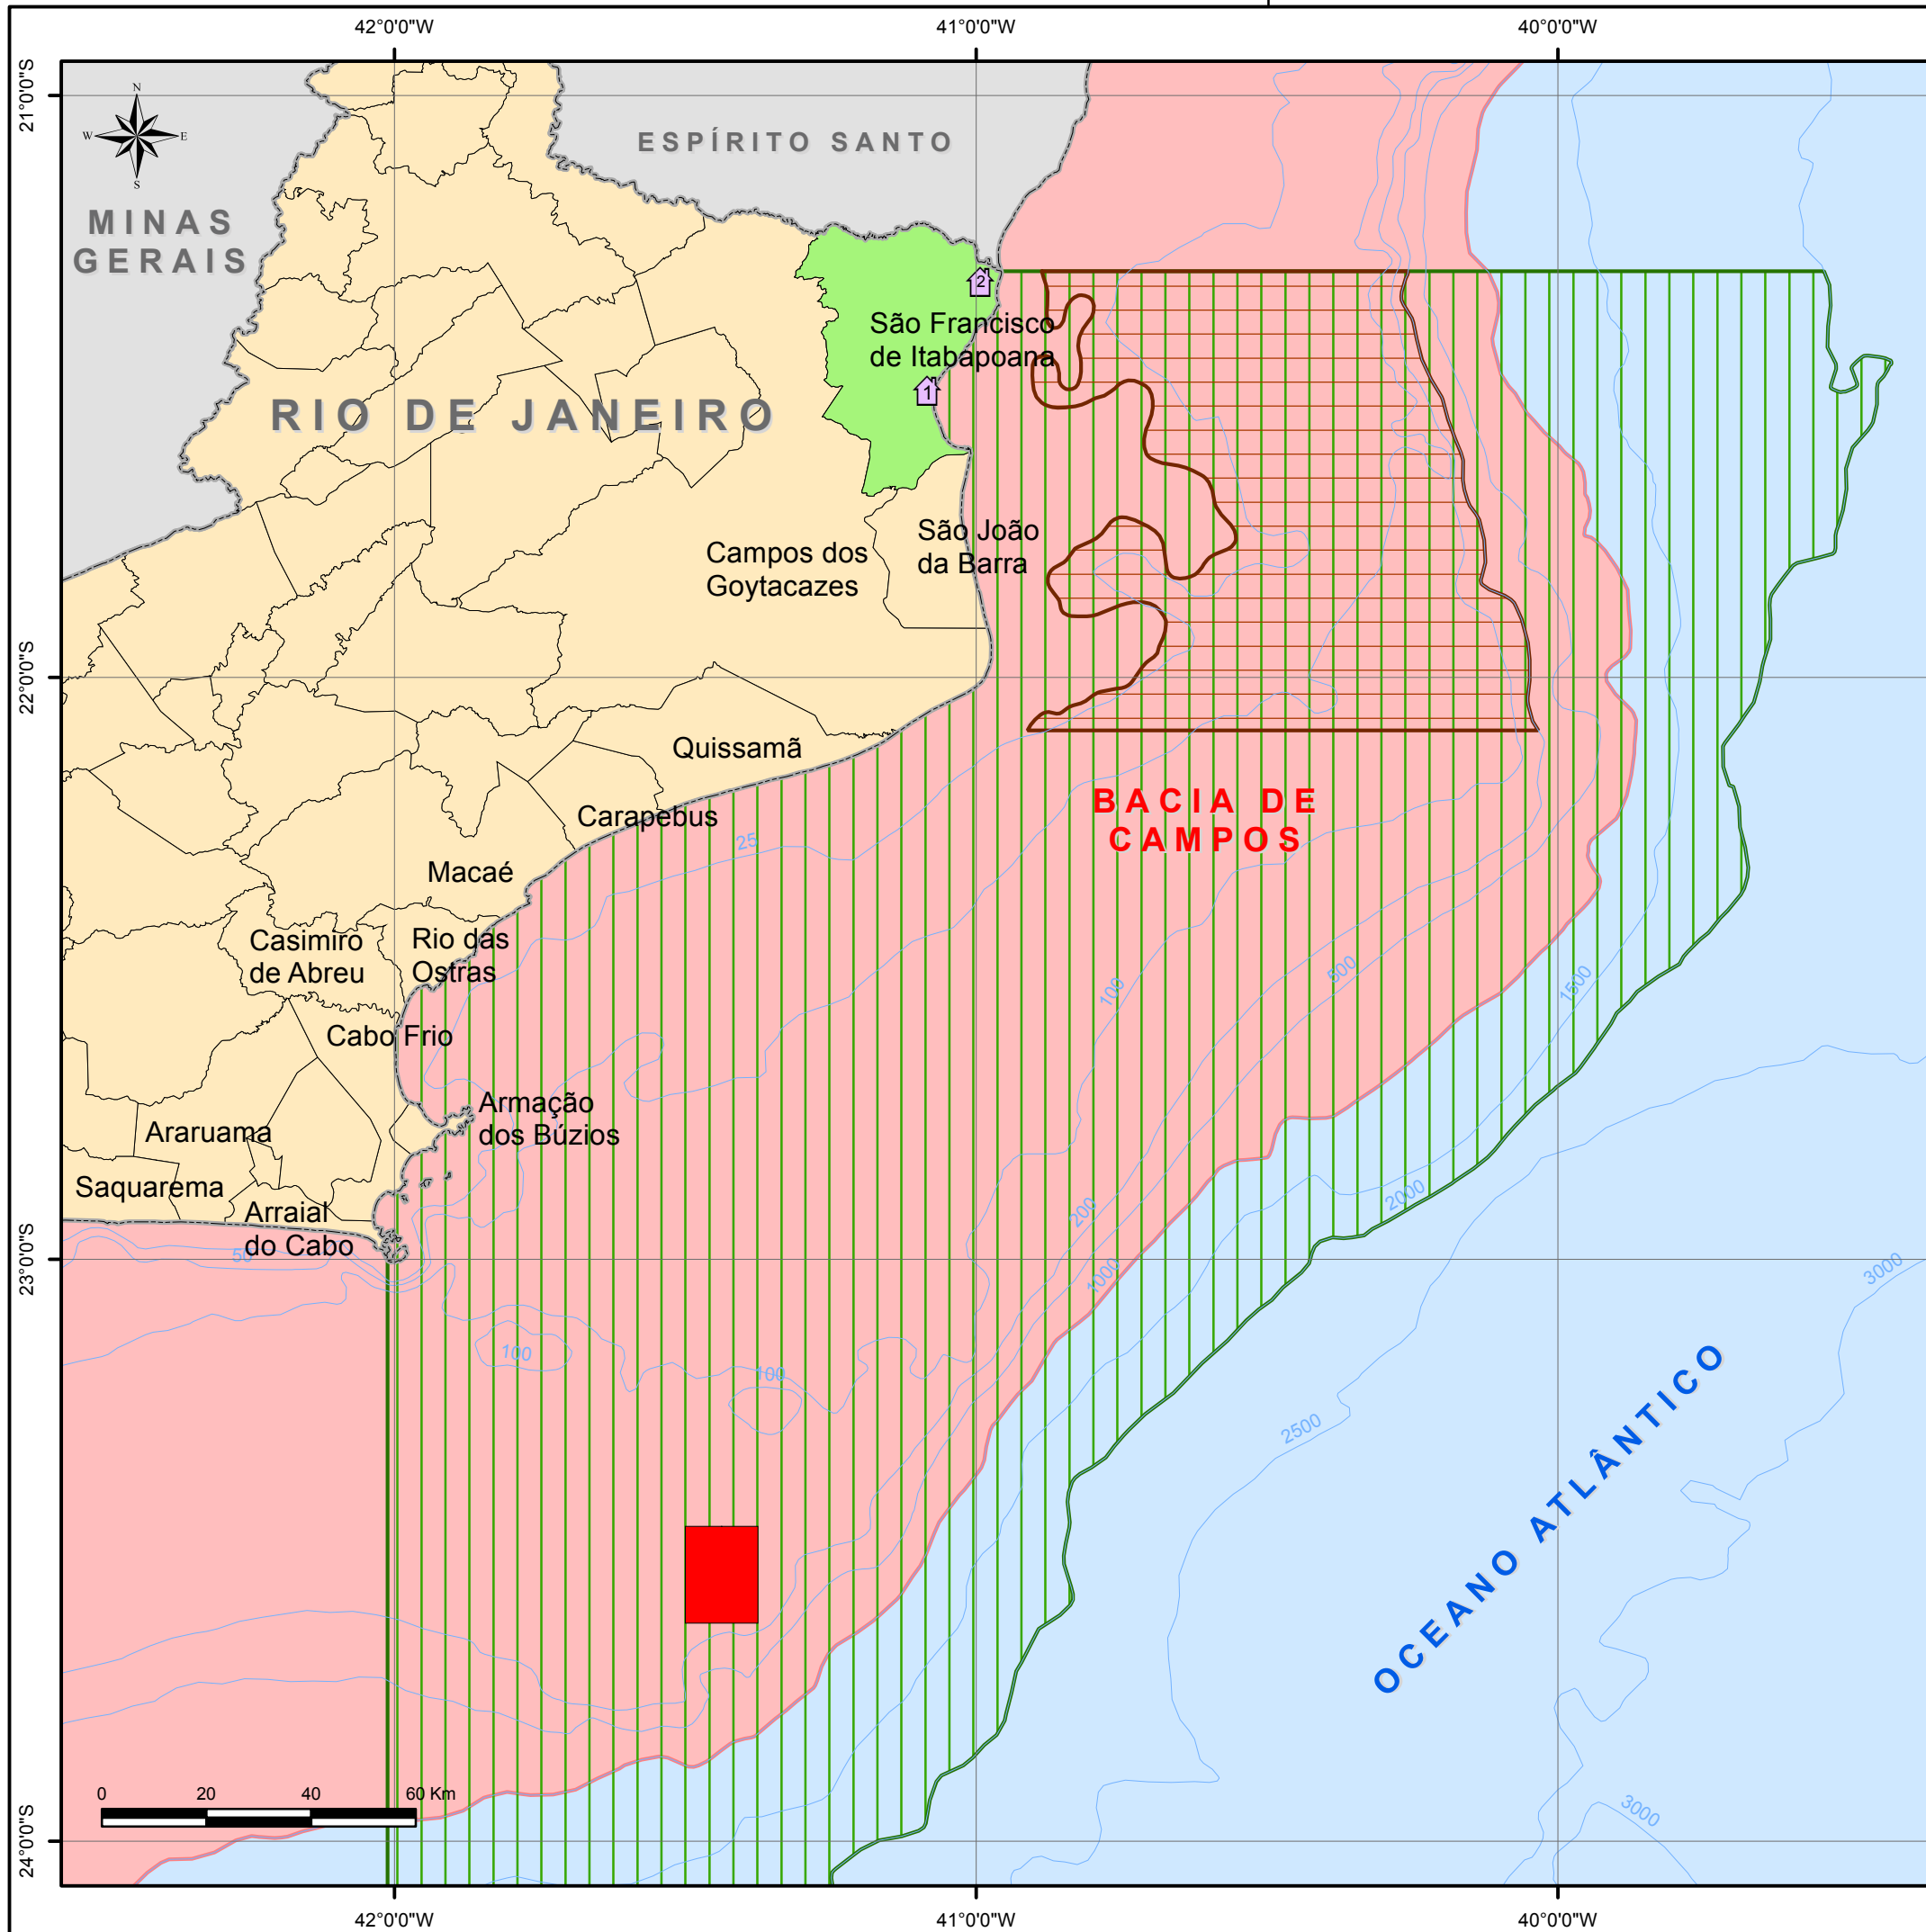 42°0'0"W
41°0'0"W
40°0'0"W
21°0'0"S
N
W
E
S
ESPÍRITO SANTO
MINAS
GERAIS
2
São Francisco
de Itabapoana
1
RIO DE JANEIRO
São João
da Barra
Campos dos
Goytacazes
22°0'0"S
Quissamã
BACIA DE
CAMPOS
Carapebus
25
Macaé
Casimiro
de Abreu
Rio das
Ostras
100
500
1500
Cabo Frio
Armação
dos Búzios
Araruama
Saquarema
Arraial
do Cabo
50
200
2000
1000
3000
23°0'0"S
100
100
2500
OCEANO ATLÂNTICO
0
20
40
60 Km
3000
24°0'0"S
42°0'0"W
41°0'0"W
40°0'0"W